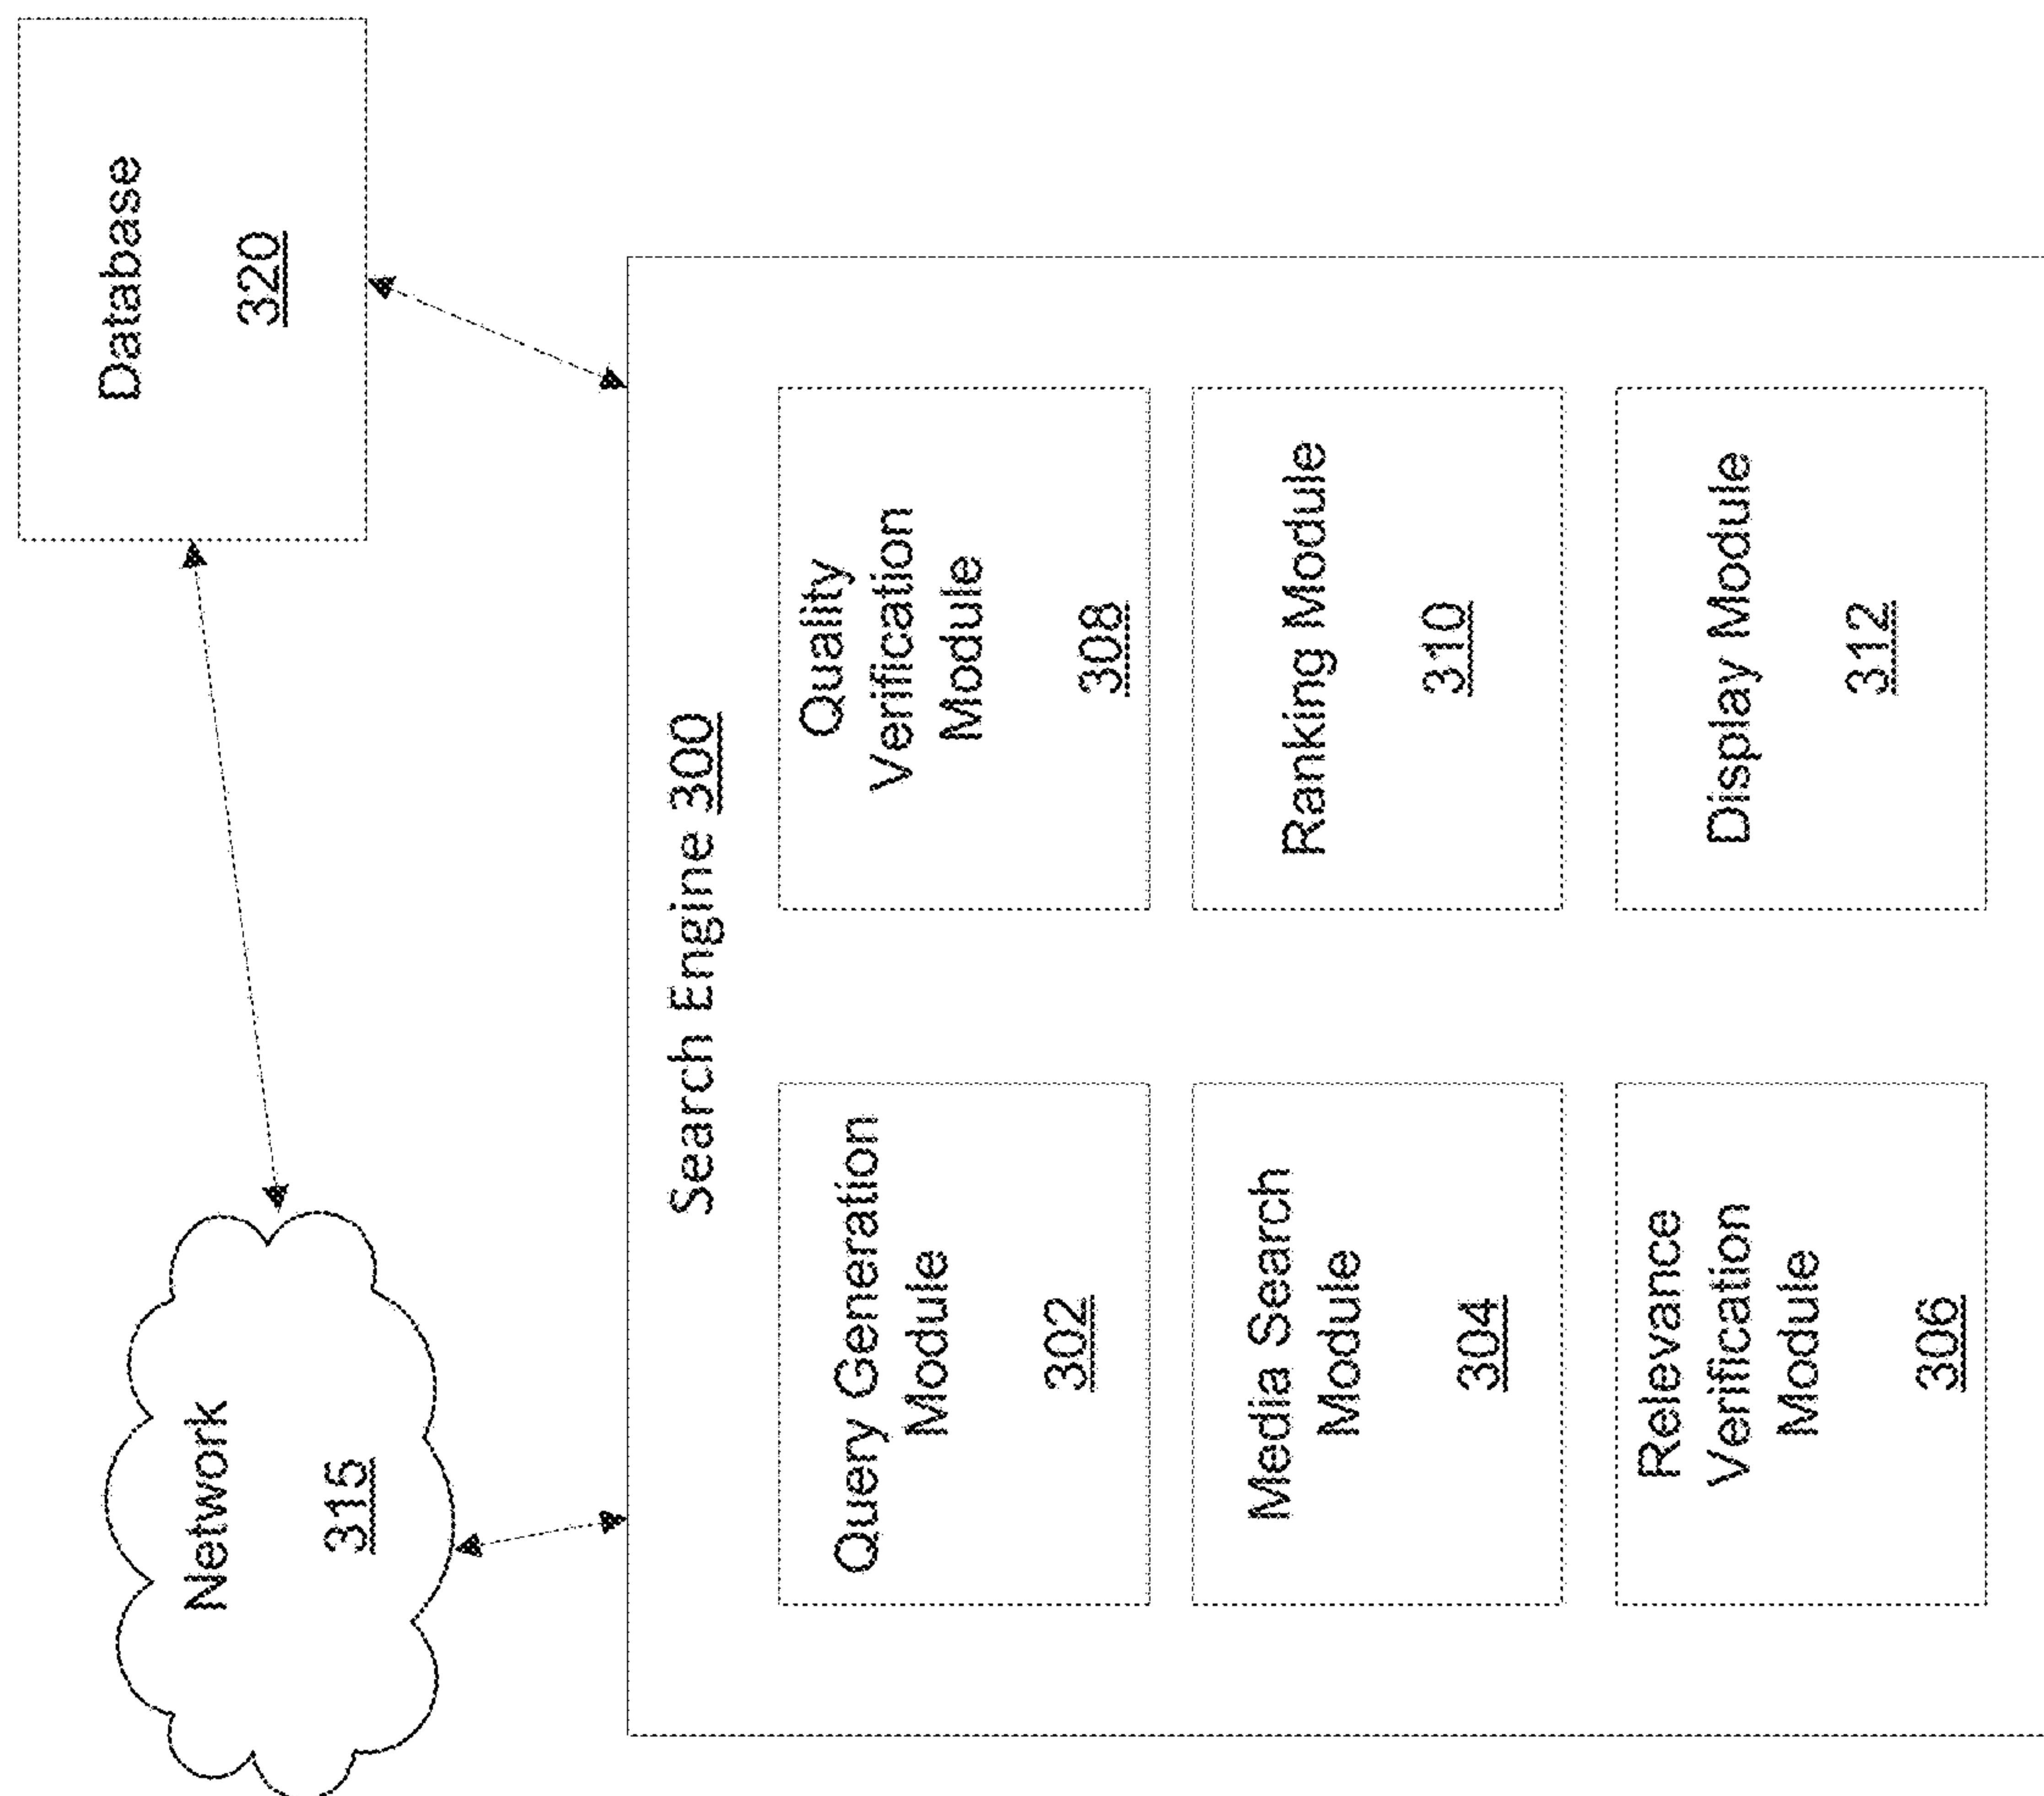 Network
315
Database
320
Search Engine 300
Query Generation
Module
302
Media Search
Module
304
Relevance
Verification
Module
306
Quality
Verification
Module
308
Ranking Module
310
Display Module
312